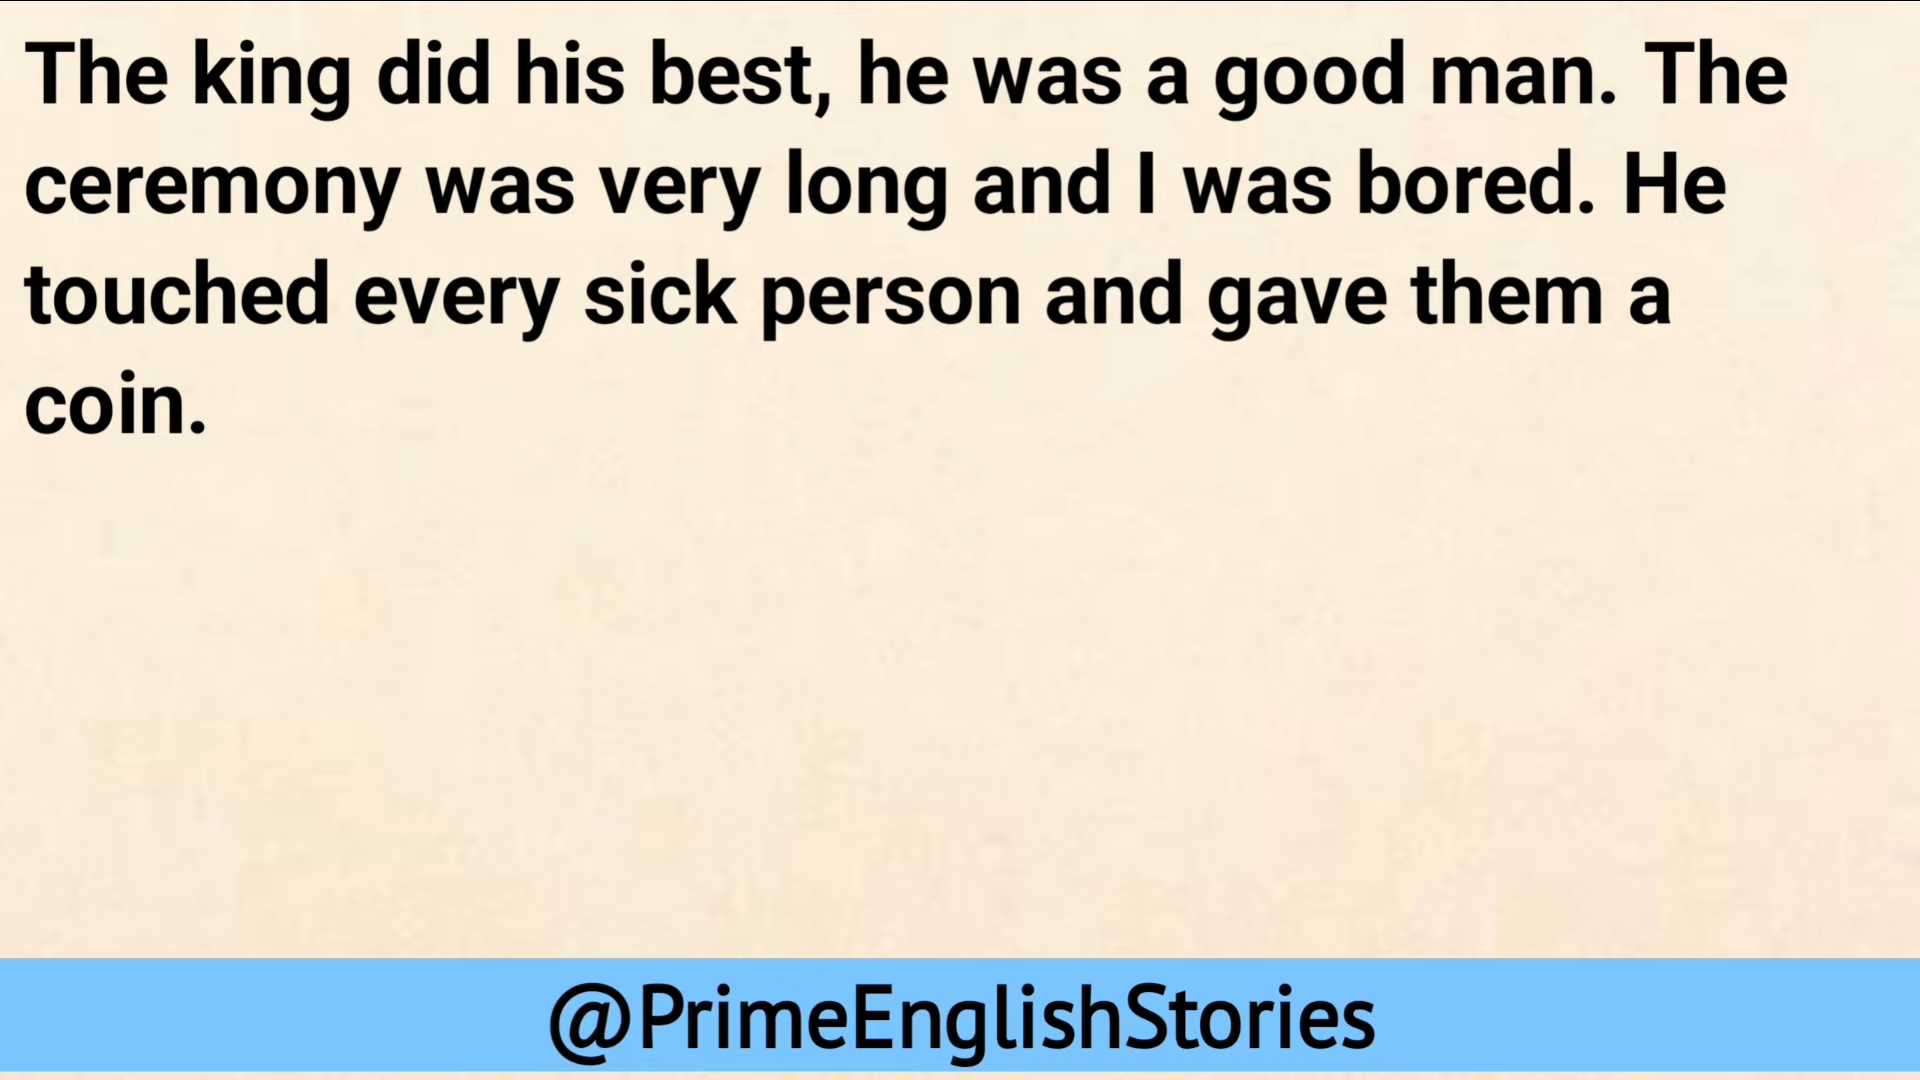 The king did his best, he was a good man. The
ceremony was very long and I was bored. He
touched every sick person and gave them a
coin.
@PrimeEnglishStories